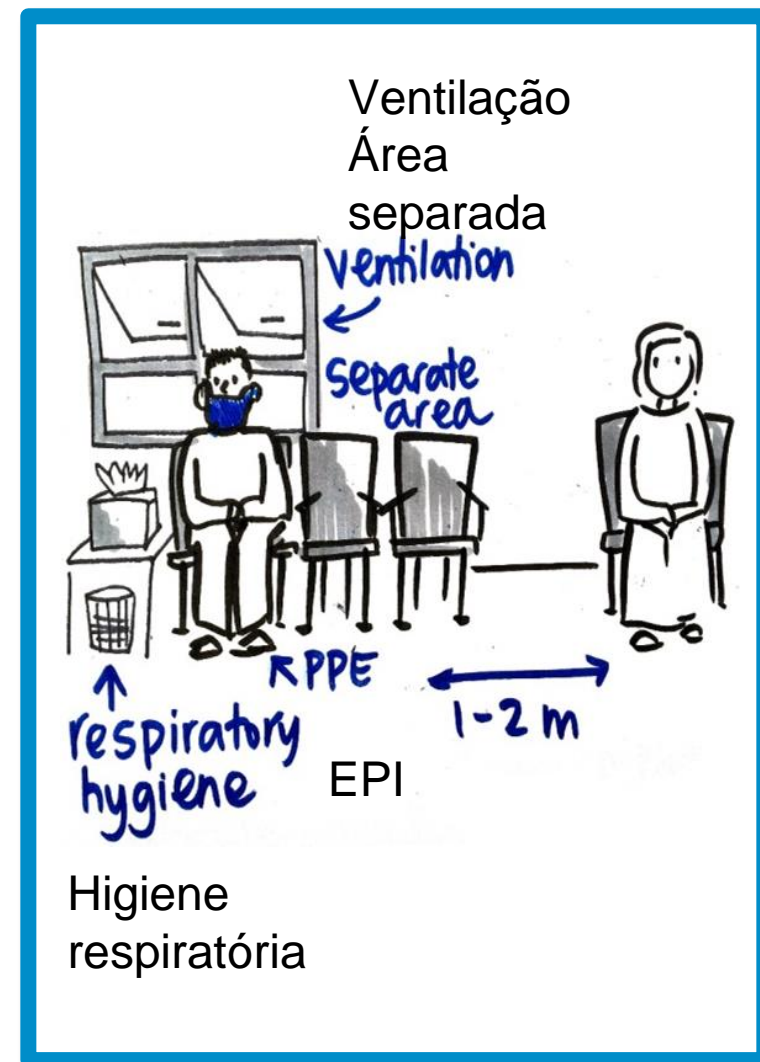 Ventilação
Área
separada
ventilation
separate
area
PPE
1-2 m
respiratory
hygiene
EPI
Higiene
respiratória